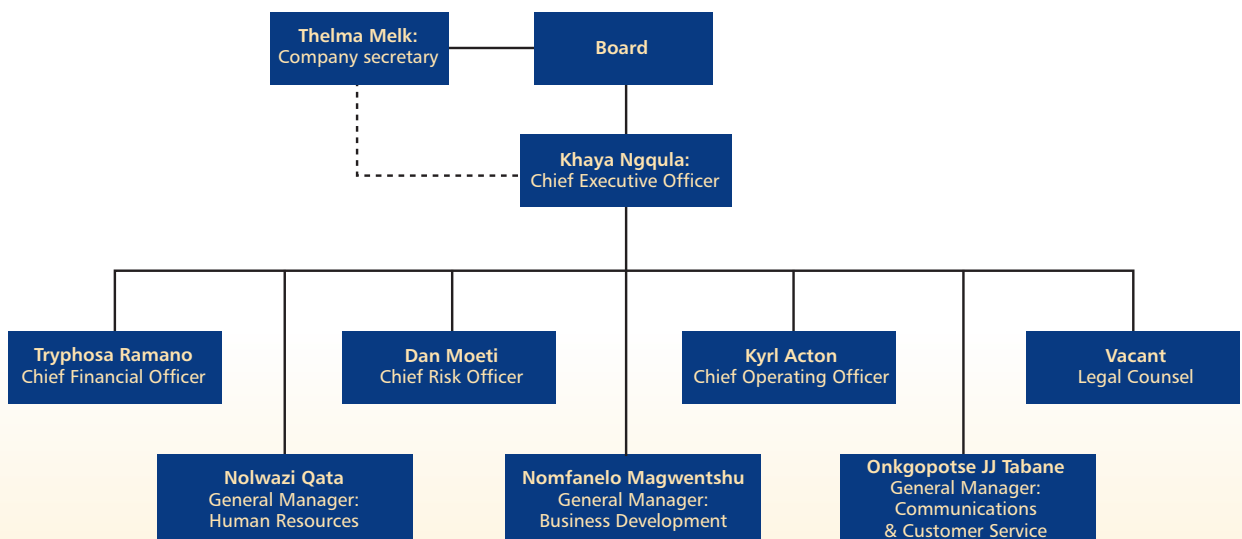 Thelma Melk:
Company secretary
Board
Khaya Ngqula:
Chief Executive Officer
Tryphosa Ramano
Chief Financial Officer
Dan Moeti
Chief Risk Officer
Kyrl Acton
Chief Operating Officer
Vacant
Legal Counsel
Nolwazi Qata
General Manager:
Human Resources
Nomfanelo Magwentshu
General Manager:
Business Development
Onkgopotse JJ Tabane
General Manager:
Communications
& Customer Service